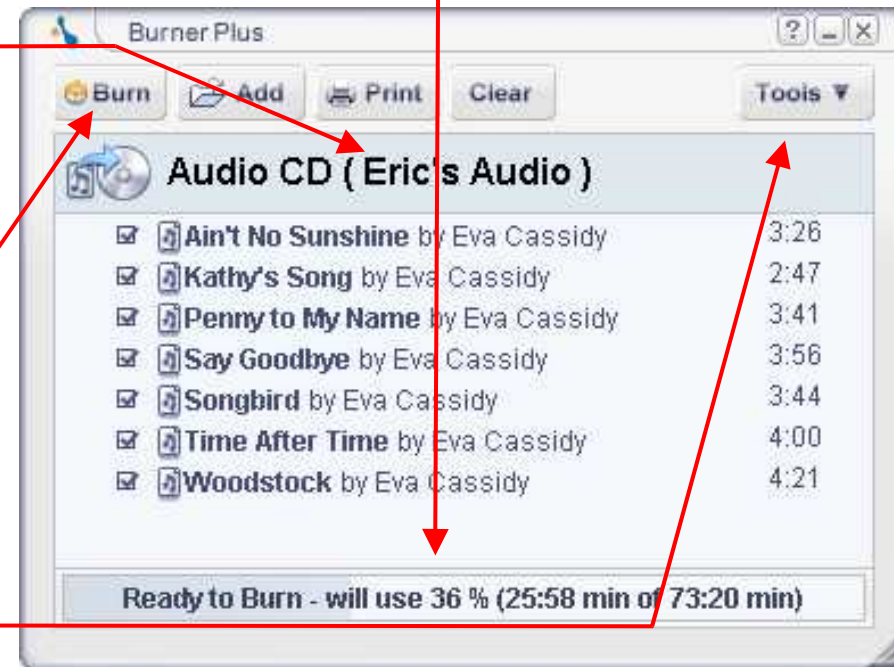 Burner Plus
Burn Add Print Clear Tools ▼
Audio CD ( Eric's Audio )
Ain't No Sunshine by Eva Cassidy 3:26
Kathy's Song by Eva Cassidy 2:47
Penny to My Name by Eva Cassidy 3:41
Say Goodbye by Eva Cassidy 3:56
Songbird by Eva Cassidy 3:44
Time After Time by Eva Cassidy 4:00
Woodstock by Eva Cassidy 4:21
Ready to Burn - will use 36 % (25:58 min of 73:20 min)